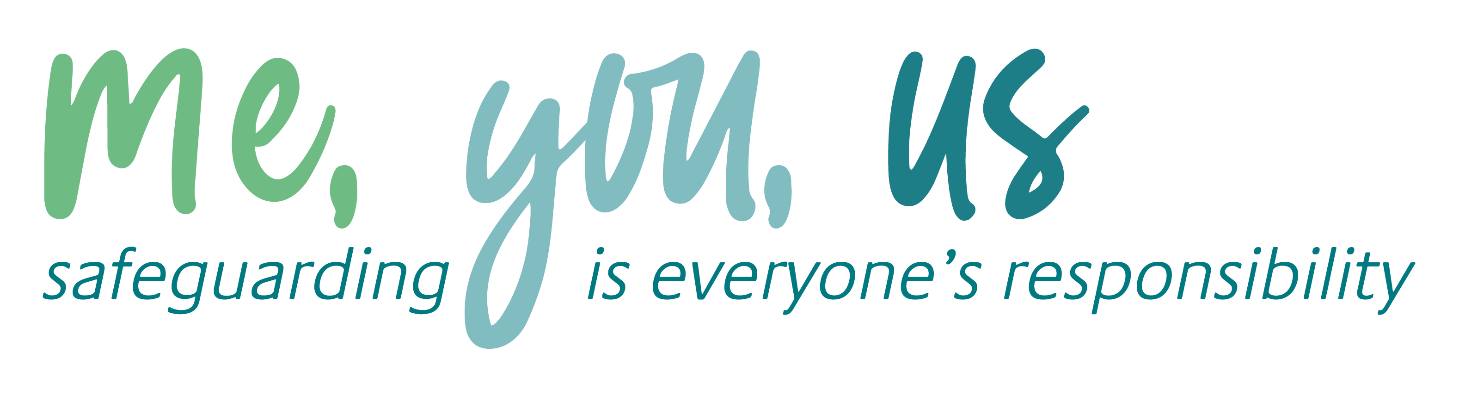 me, you, us
safeguarding is everyone’s responsibility